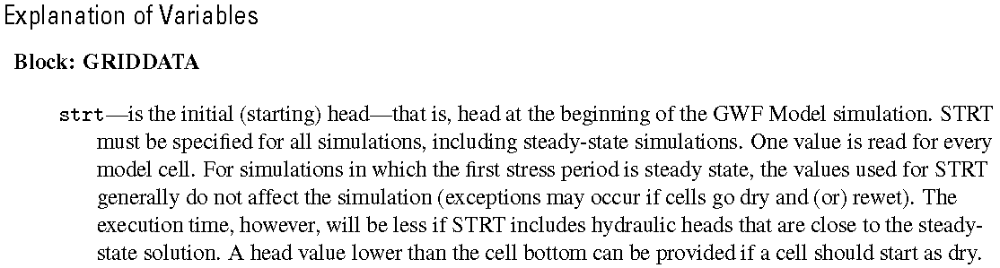 Explanation of Variables
Block: GRIDDATA
strt—is the initial (starting) head—that is, head at the beginning of the GWF Model simulation. STRT
must be specified for all simulations, including steady-state simulations. One value is read for every
model cell. For simulations in which the first stress period is steady state, the values used for STRT
generally do not affect the simulation (exceptions may occur if cells go dry and (or) rewet). The
execution time, however, will be less if STRT includes hydraulic heads that are close to the steady-
state solution. A head value lower than the cell bottom can be provided if a cell should start as dry.